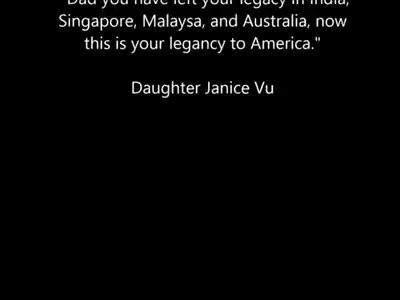 "Dad you have left your legacy in India,
Singapore, Malaysa, and Australia, now
this is your legancy to America."
Daughter Janice Vu